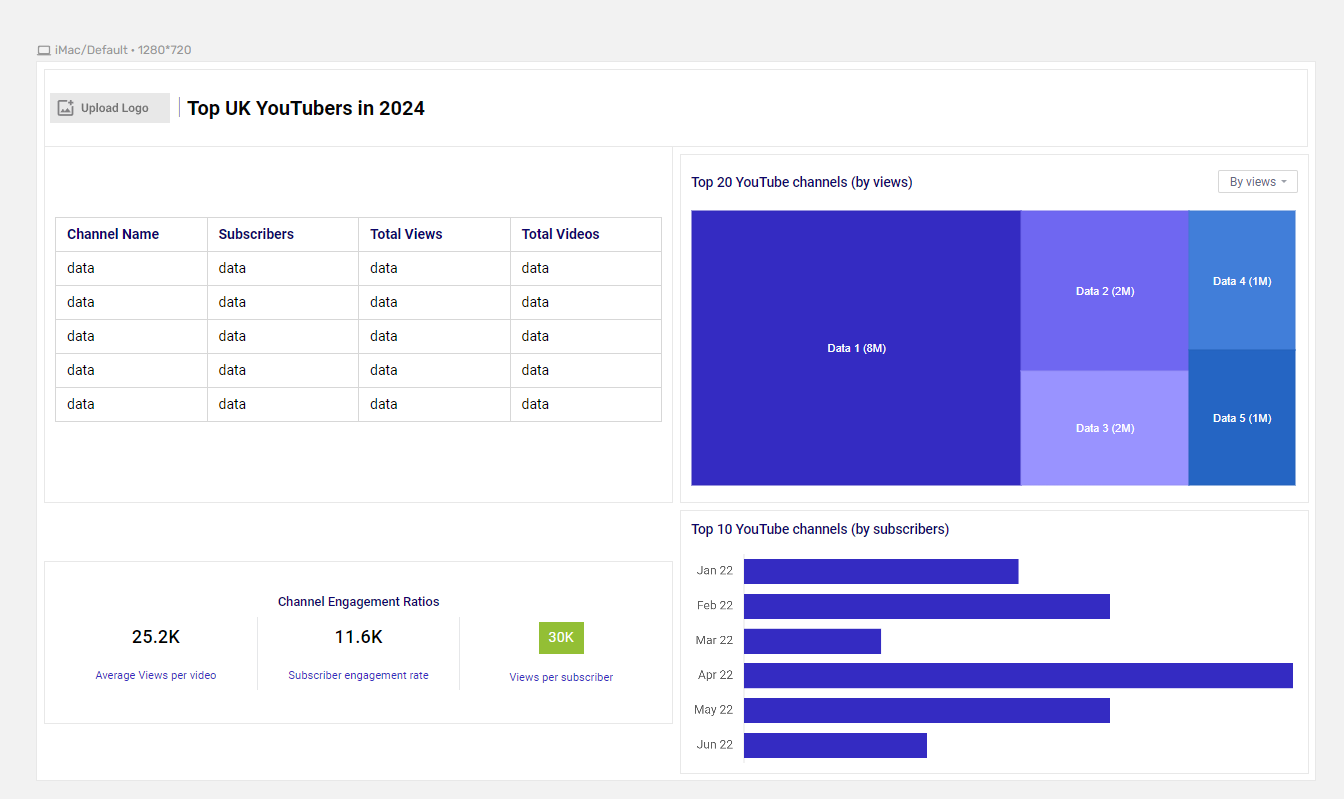 iMac/Default • 1280*720
Upload Logo
Top UK YouTubers in 2024
Channel Name Subscribers Total Views Total Videos
data data data data
data data data data
data data data data
data data data data
data data data data
Top 20 YouTube channels (by views)
By views
Data 1 (8M)
Data 2 (2M)
Data 3 (2M)
Data 4 (1M)
Data 5 (1M)
Channel Engagement Ratios
25.2K
Average Views per video
11.6K
Subscriber engagement rate
30K
Views per subscriber
Top 10 YouTube channels (by subscribers)
Jan 22
Feb 22
Mar 22
Apr 22
May 22
Jun 22